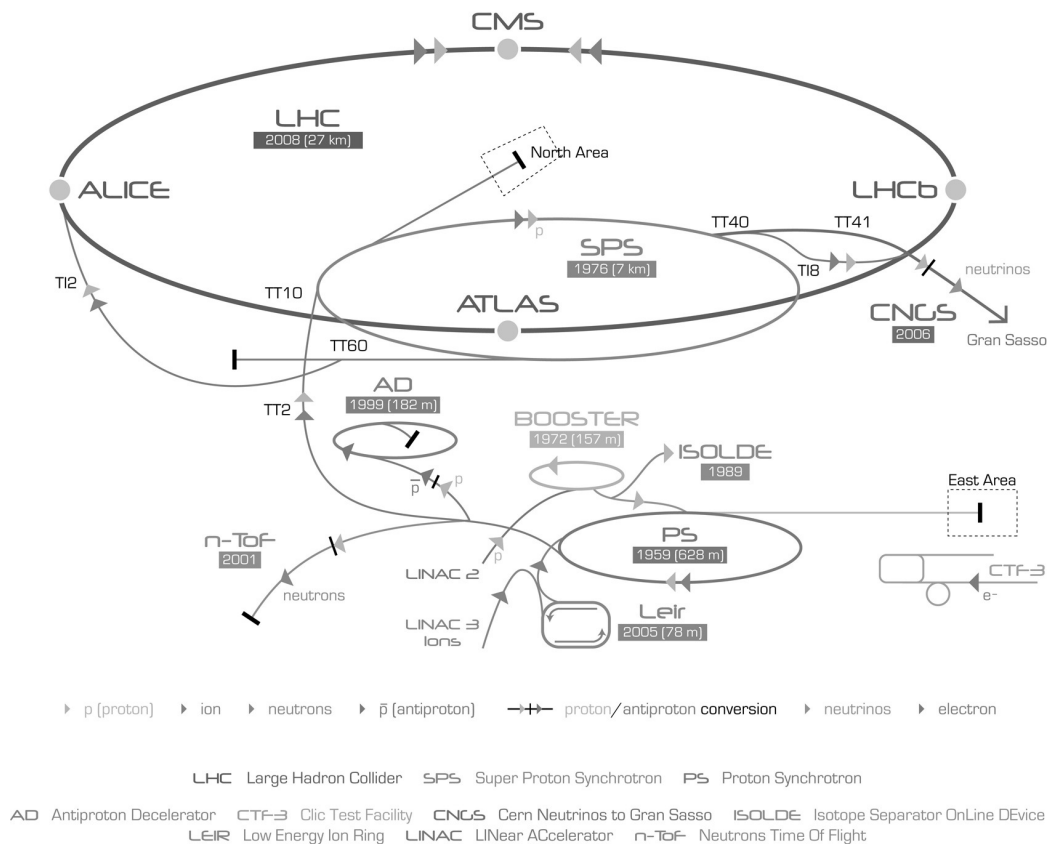 CMS
LHC
2008 (27 km)
North Area
ALICE
LHCb
TT40
TT41
SPS
1976 (7 km)
p
TI8
neutrinos
TI2
TT10
ATLAS
CNGS
2006
Gran Sasso
TT60
AD
1999 (182 m)
TT2
BOOSTER
1972 (157 m)
ISOLDE
1989
p̅
p
East Area
n-ToF
2001
PS
1959 (628 m)
LINAC 2
p
neutrons
CTF-3
e-
LINAC 3
Ions
Leir
2005 (78 m)
p (proton)
ion
neutrons
p̅ (antiproton)
proton/antiproton conversion
neutrinos
electron
LHC Large Hadron Collider SPS Super Proton Synchrotron PS Proton Synchrotron
AD Antiproton Decelerator CTF-3 Clic Test Facility CNGS Cern Neutrinos to Gran Sasso ISOLDE Isotope Separator OnLine DEvice
LEIR Low Energy Ion Ring LINAC LINear ACcelerator n-ToF Neutrons Time Of Flight